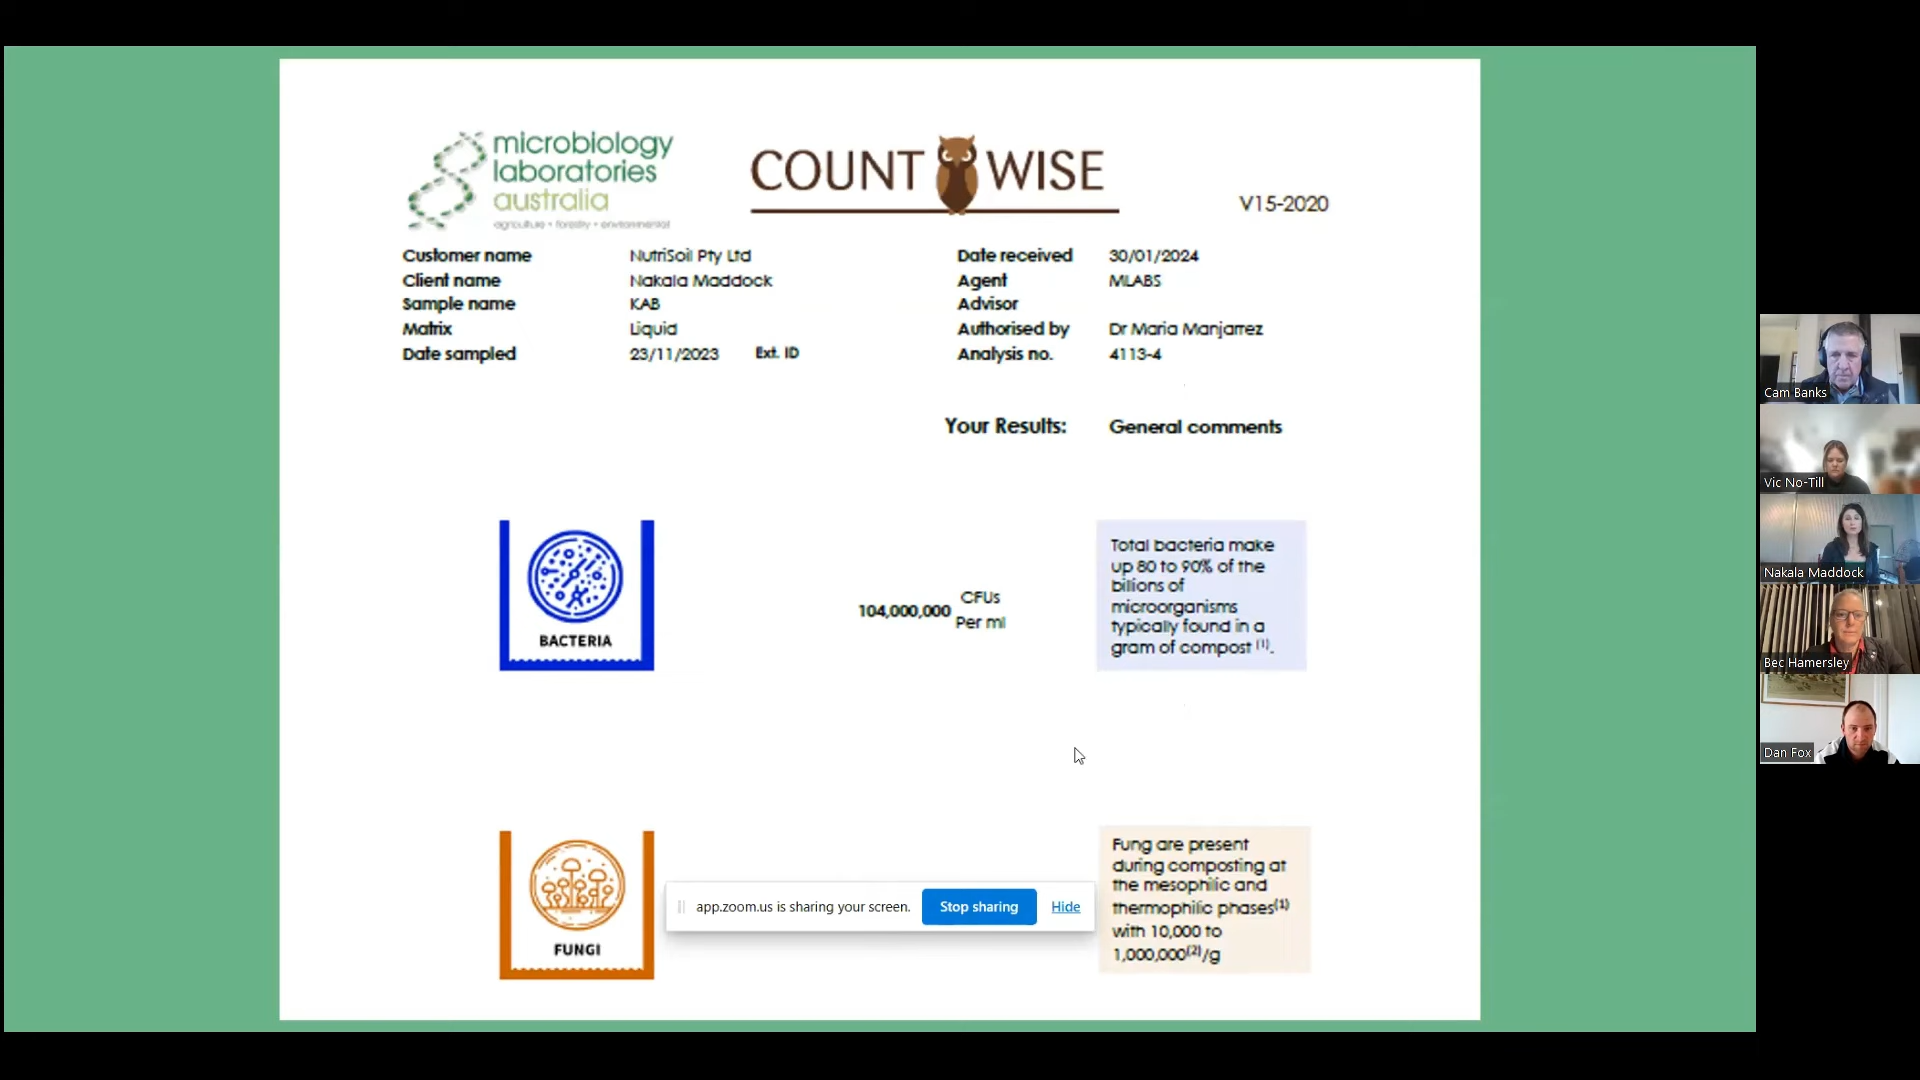 microbiology
laboratories
australia
agriculture • forestry • environmental
COUNT WISE
V15-2020
Customer name NutriSoil Pty Ltd Date received 30/01/2024
Client name Nakala Maddock Agent MLABS
Sample name KAB Advisor
Matrix Liquid Authorised by Dr Maria Manjarrez
Date sampled 23/11/2023 Ext. ID Analysis no. 4113-4
Your Results: General comments
BACTERIA
104,000,000 CFUs
Per ml
Total bacteria make
up 80 to 90% of the
billions of
microorganisms
typically found in a
gram of compost (1).
FUNGI
app.zoom.us is sharing your screen. Stop sharing Hide
Fung are present
during composting at
the mesophilic and
thermophilic phases(1)
with 10,000 to
1,000,000(2)/g
Cam Banks
Vic No-Till
Nakala Maddock
Bec Hamersley
Dan Fox